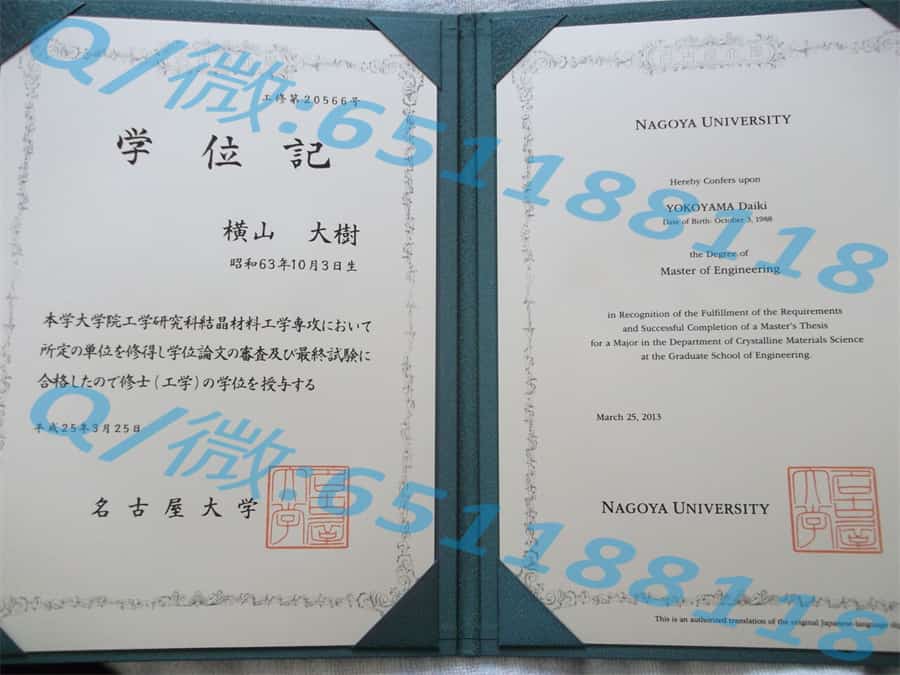 工修第20566号
学位記
横山 大樹
昭和63年10月3日生
本学大学院工学研究科結晶材料工学専攻において
所定の単位を修得し学位論文の審査及び最終試験に
合格したので修士(工学)の学位を授与する
平成25年3月25日
名古屋大学
NAGOYA UNIVERSITY
Hereby Confers upon
YOKOYAMA Daiki
Date of Birth: October 3, 1988
the Degree of
Master of Engineering
in Recognition of the Fulfillment of the Requirements
and Successful Completion of a Master's Thesis
for a Major in the Department of Crystalline Materials Science
at the Graduate School of Engineering.
March 25, 2013
NAGOYA UNIVERSITY
This is an authorized translation of the original Japanese-language
Q/微:651188118
Q/微:651188118